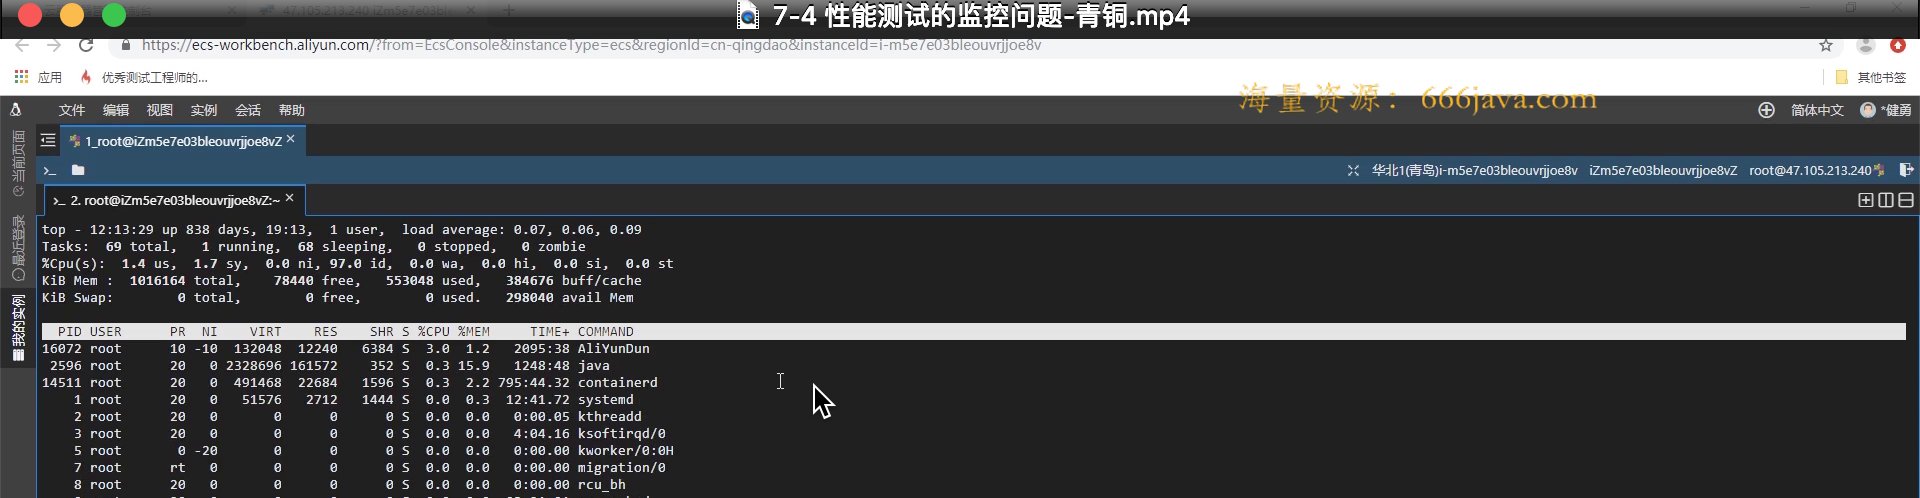 7-4 性能测试的监控问题-青铜.mp4
https://ecs-workbench.aliyun.com/?from=EcsConsole&instanceType=ecs&regionId=cn-qingdao&instanceId=i-m5e7e03bleouvrjjoe8v
应用 优秀测试工程师的... 其他书签
海量资源：666java.com
文件 编辑 视图 实例 会话 帮助 简体中文 *健勇
当前页面
最近登录
我的实例
1_root@iZm5e7e03bleouvrjjoe8vZ
华北1(青岛)i-m5e7e03bleouvrjjoe8v iZm5e7e03bleouvrjjoe8vZ root@47.105.213.240
>_ 2. root@iZm5e7e03bleouvrjjoe8vZ:~
top - 12:13:29 up 838 days, 19:13, 1 user, load average: 0.07, 0.06, 0.09
Tasks: 69 total, 1 running, 68 sleeping, 0 stopped, 0 zombie
%Cpu(s): 1.4 us, 1.7 sy, 0.0 ni, 97.0 id, 0.0 wa, 0.0 hi, 0.0 si, 0.0 st
KiB Mem : 1016164 total, 78440 free, 553048 used, 384676 buff/cache
KiB Swap: 0 total, 0 free, 0 used. 298040 avail Mem
PID USER PR NI VIRT RES SHR S %CPU %MEM TIME+ COMMAND
16072 root 10 -10 132048 12240 6384 S 3.0 1.2 2095:38 AliYunDun
2596 root 20 0 2328696 161572 352 S 0.3 15.9 1248:48 java
14511 root 20 0 491468 22684 1596 S 0.3 2.2 795:44.32 containerd
1 root 20 0 51576 2712 1444 S 0.0 0.3 12:41.72 systemd
2 root 20 0 0 0 0 S 0.0 0.0 0:00.05 kthreadd
3 root 20 0 0 0 0 S 0.0 0.0 4:04.16 ksoftirqd/0
5 root 0 -20 0 0 0 S 0.0 0.0 0:00.00 kworker/0:0H
7 root rt 0 0 0 0 S 0.0 0.0 0:00.00 migration/0
8 root 20 0 0 0 0 S 0.0 0.0 0:00.00 rcu_bh